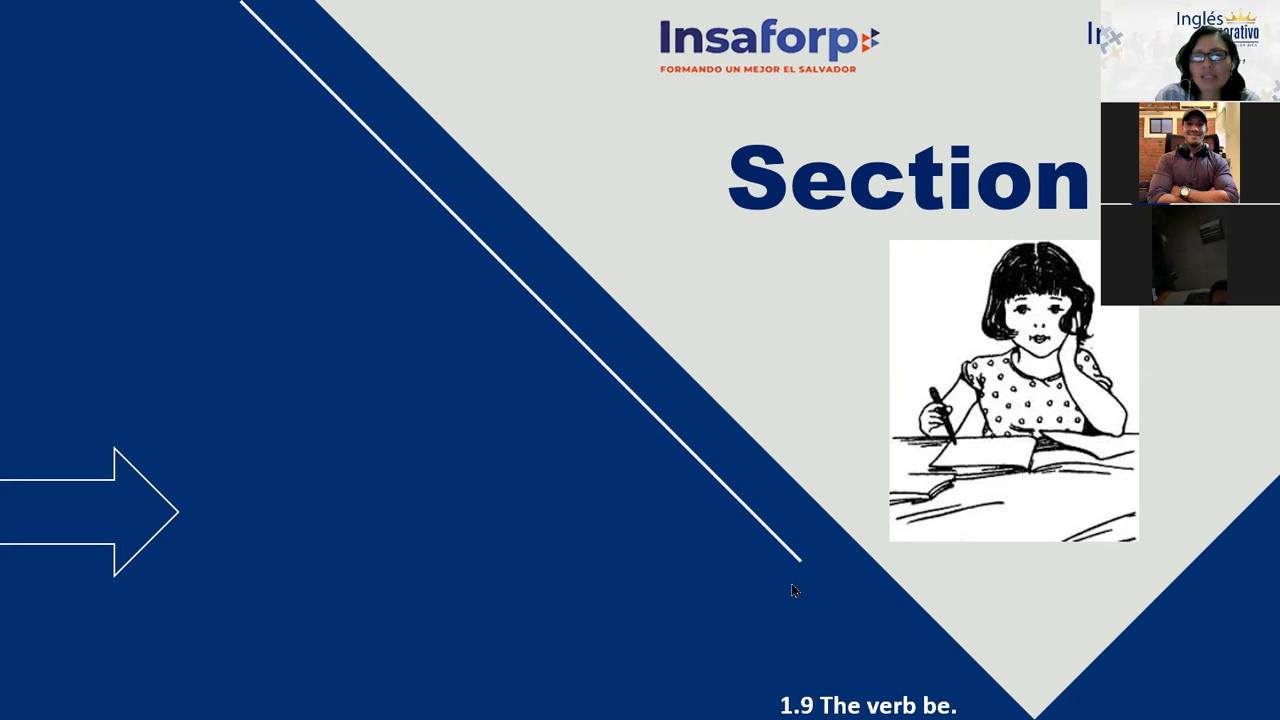 Insaforp
FORMANDO UN MEJOR EL SALVADOR
Inglés
Section
1.9 The verb be.